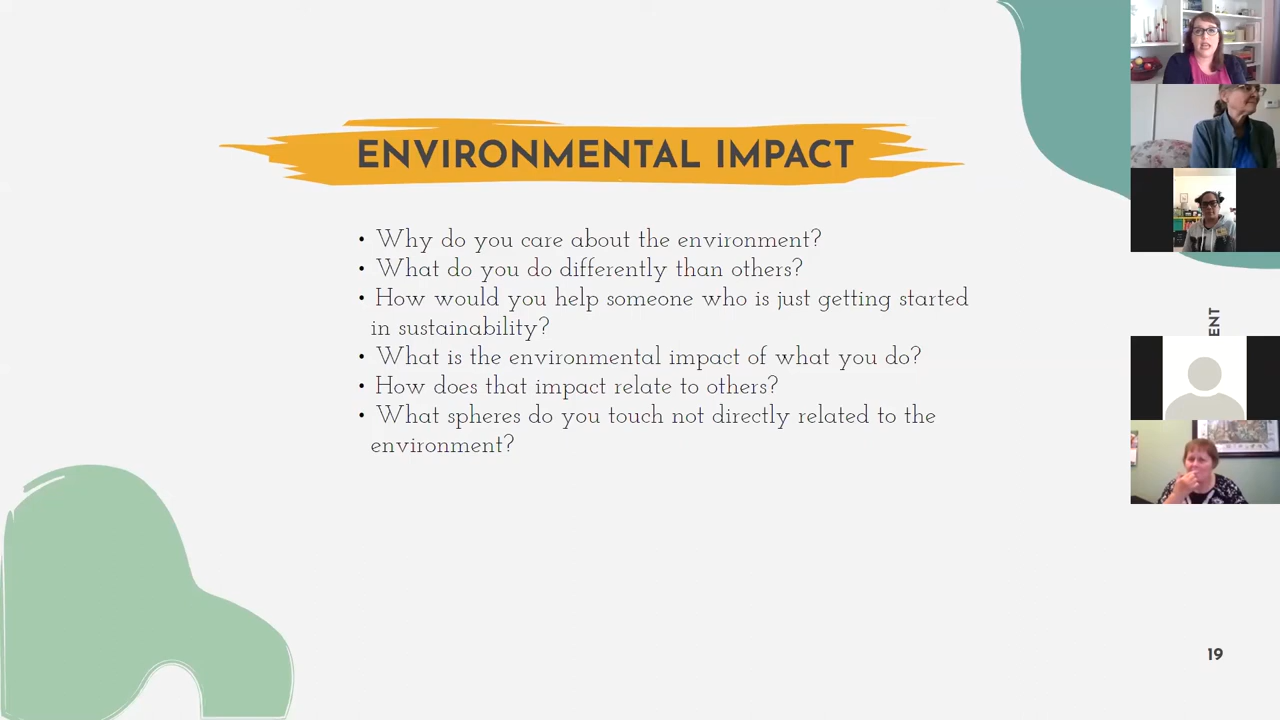 ENVIRONMENTAL IMPACT
• Why do you care about the environment?
• What do you do differently than others?
• How would you help someone who is just getting started
in sustainability?
• What is the environmental impact of what you do?
• How does that impact relate to others?
• What spheres do you touch not directly related to the
environment?
ENT
19